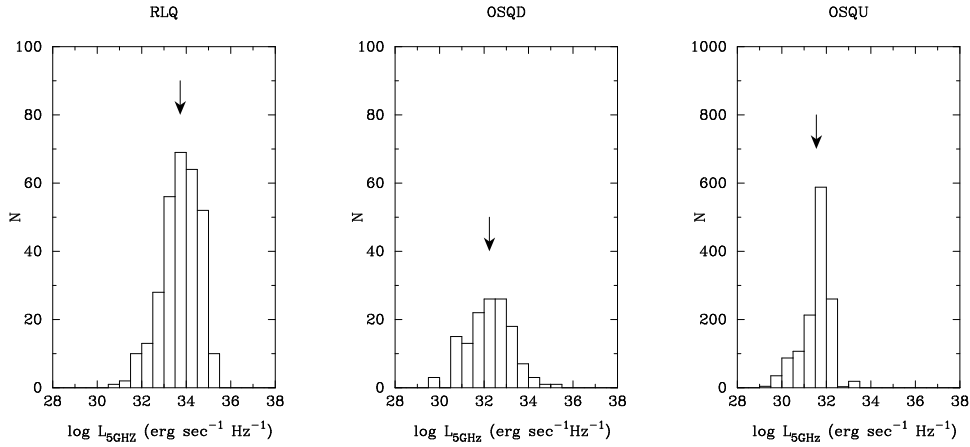 RLQ
100
80
60
40
20
0
N
28 30 32 34 36 38
log L5GHZ (erg sec−1 Hz−1)
OSQD
100
80
60
40
20
0
N
28 30 32 34 36 38
log L5GHZ (erg sec−1Hz−1)
OSQU
1000
800
600
400
200
0
N
28 30 32 34 36 38
log L5GHZ (erg sec−1 Hz−1)